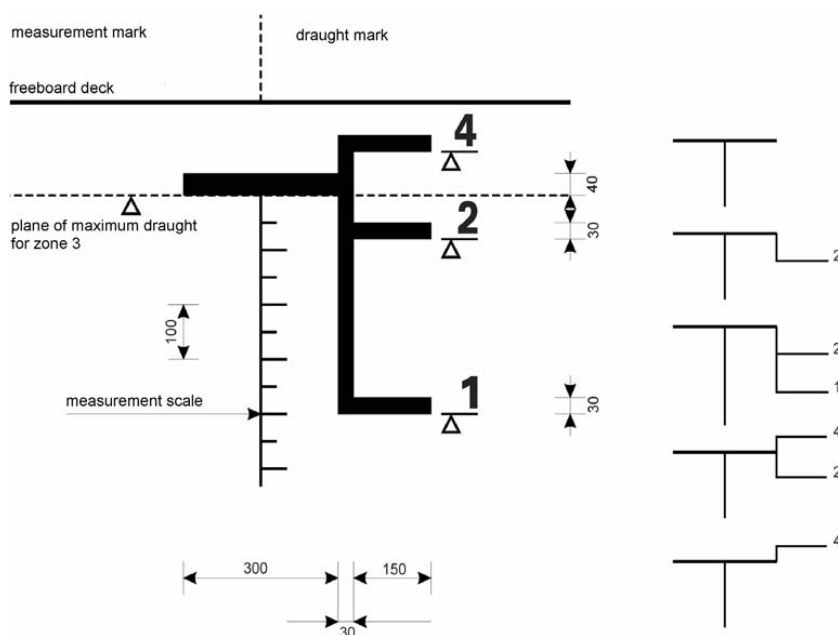 measurement mark
draught mark
freeboard deck
4
40
plane of maximum draught
for zone 3
2
30
100
measurement scale
1
30
300
150
30
2
2
1
4
2
4